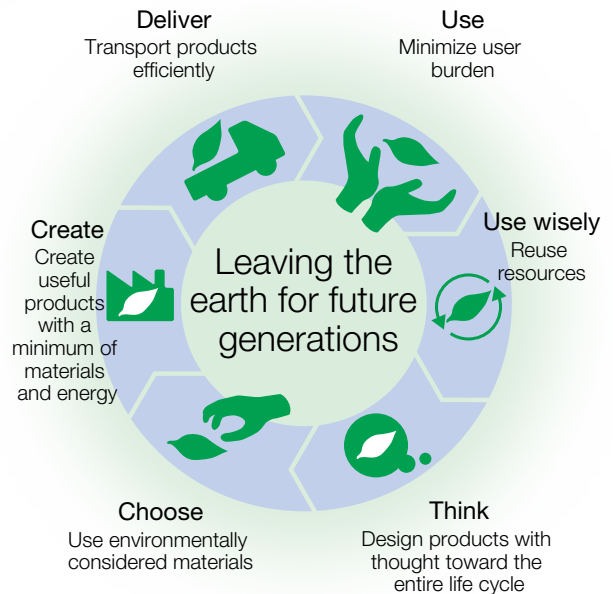 Deliver
Transport products
efficiently
Use
Minimize user
burden
Use wisely
Reuse
resources
Create
Create
useful
products
with a
minimum of
materials
and energy
Leaving the
earth for future
generations
Choose
Use environmentally
considered materials
Think
Design products with
thought toward the
entire life cycle